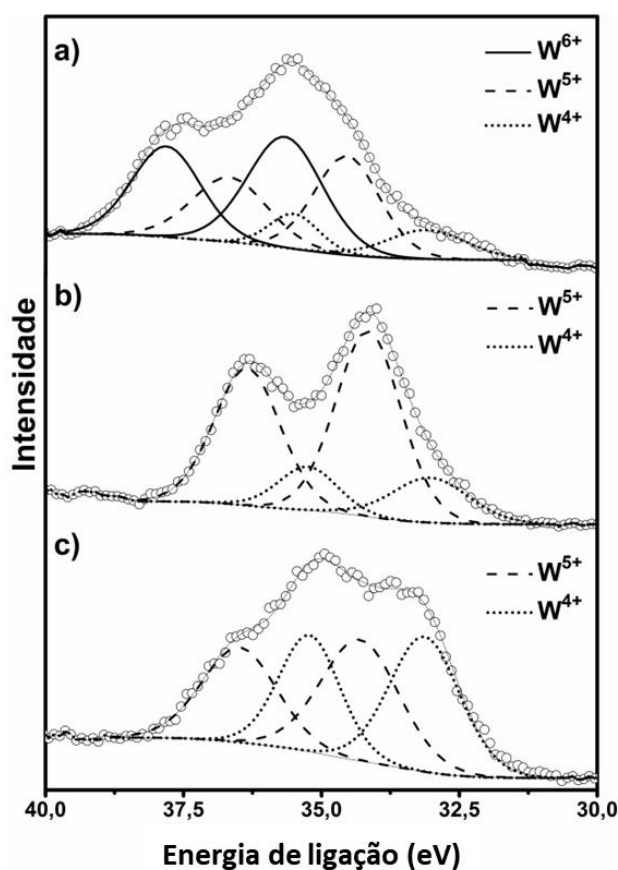 a)
W⁶⁺
W⁵⁺
W⁴⁺
b)
W⁵⁺
W⁴⁺
c)
W⁵⁺
W⁴⁺
Intensidade
40,0 37,5 35,0 32,5 30,0
Energia de ligação (eV)